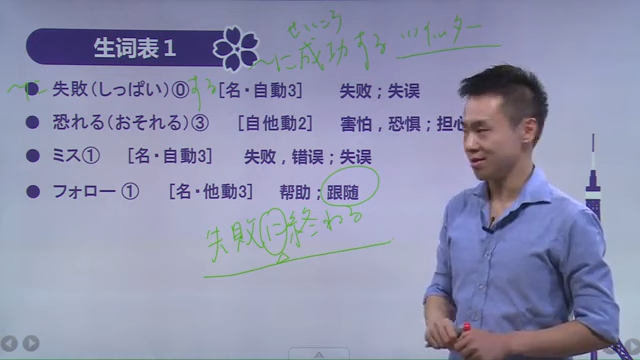 生词表1
せいこう
～に成功する ツイッター
～に 失敗(しっぱい)⓪する [名·自動3] 失败;失误
恐れる(おそれる)③ [自他動2] 害怕,恐惧;担心
ミス① [名·自動3] 失败,错误;失误
フォロー① [名·他動3] 帮助;跟随
失敗に終わる